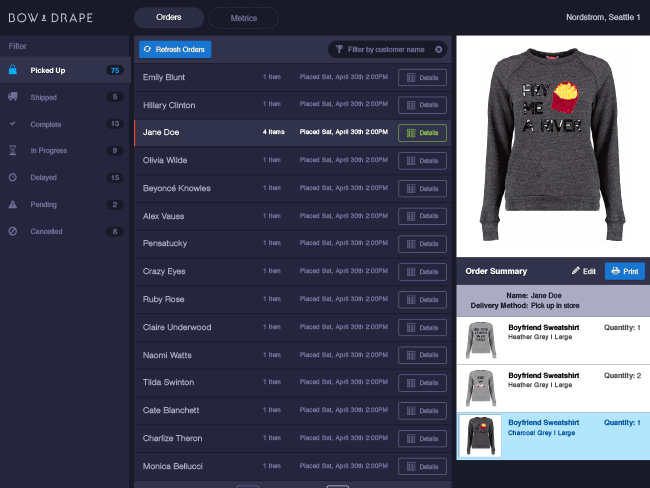 BOW & DRAPE
Orders
Metrics
Nordstrom, Seattle 1
Filter
Picked Up 75
Shipped 5
Complete 13
In Progress 9
Delayed 15
Pending 2
Cancelled 8
Refresh Orders
Filter by customer name
Emily Blunt 1 Item Placed Sat, April 30th 2:00PM Details
Hillary Clinton 1 Item Placed Sat, April 30th 2:00PM Details
Jane Doe 4 Items Placed Sat, April 30th 2:00PM Details
Olivia Wilde 1 Item Placed Sat, April 30th 2:00PM Details
Beyoncé Knowles 1 Item Placed Sat, April 30th 2:00PM Details
Alex Vauss 1 Item Placed Sat, April 30th 2:00PM Details
Pensatucky 1 Item Placed Sat, April 30th 2:00PM Details
Crazy Eyes 1 Item Placed Sat, April 30th 2:00PM Details
Ruby Rose 1 Item Placed Sat, April 30th 2:00PM Details
Claire Underwood 1 Item Placed Sat, April 30th 2:00PM Details
Naomi Watts 1 Item Placed Sat, April 30th 2:00PM Details
Tilda Swinton 1 Item Placed Sat, April 30th 2:00PM Details
Cate Blanchett 1 Item Placed Sat, April 30th 2:00PM Details
Charlize Theron 1 Item Placed Sat, April 30th 2:00PM Details
Monica Bellucci 1 Item Placed Sat, April 30th 2:00PM Details
FRY
ME
A RIVER
Order Summary
Edit
Print
Name: Jane Doe
Delivery Method: Pick up in store
Boyfriend Sweatshirt Quantity: 1
Heather Grey | Large
Boyfriend Sweatshirt Quantity: 2
Heather Grey | Large
Boyfriend Sweatshirt Quantity: 1
Charcoal Grey | Large